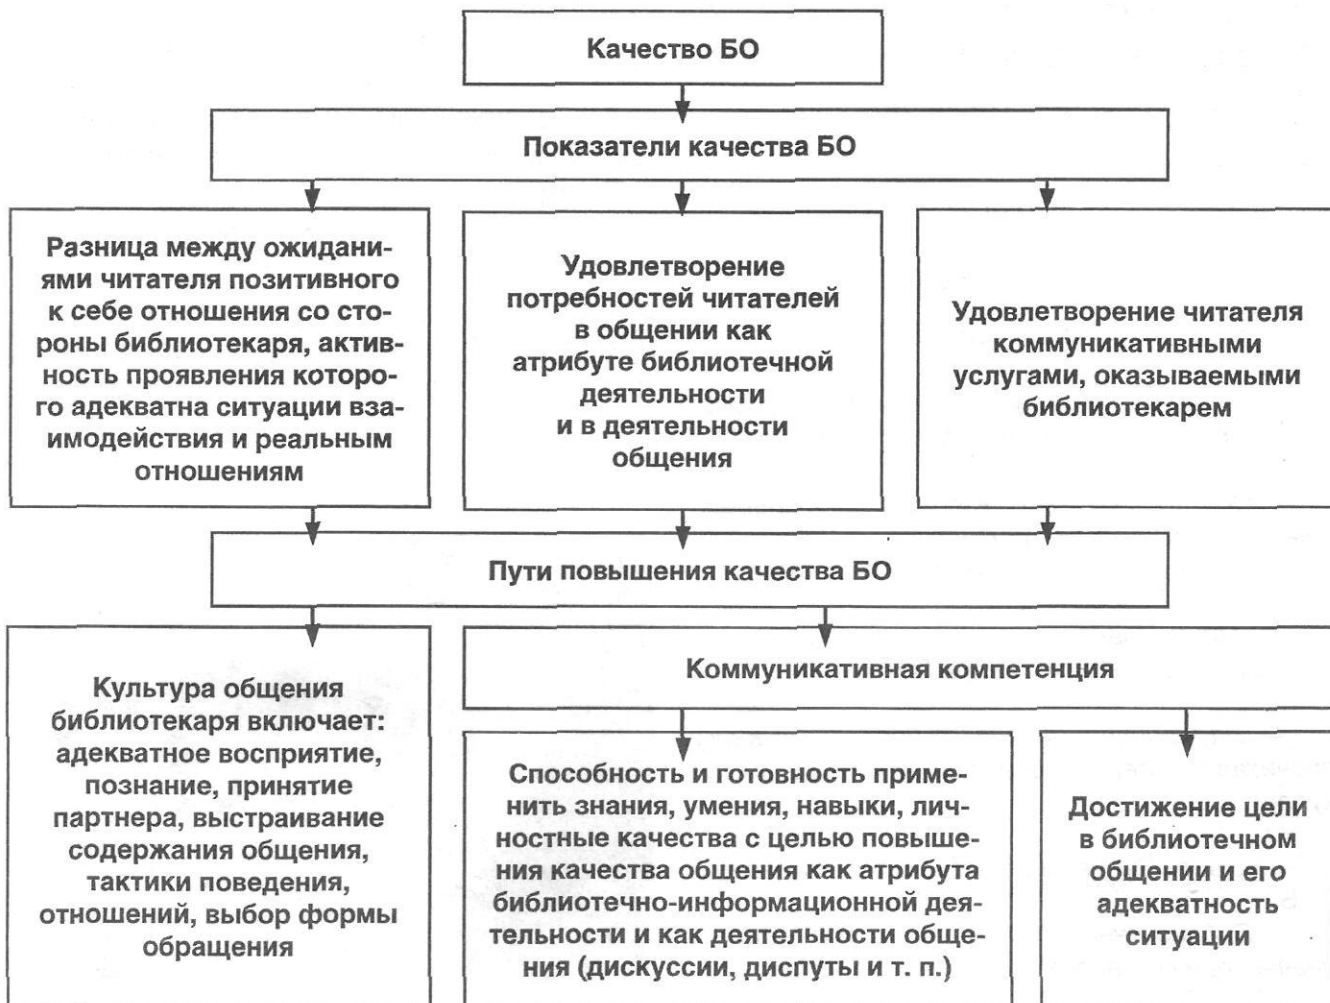 Качество БО
Показатели качества БО
Разница между ожидани-
ями читателя позитивного
к себе отношения со сто-
роны библиотекаря, актив-
ность проявления которо-
го адекватна ситуации вза-
имодействия и реальным
отношениям
Удовлетворение
потребностей читателей
в общении как
атрибуте библиотечной
деятельности
и в деятельности
общения
Удовлетворение читателя
коммуникативными
услугами, оказываемыми
библиотекарем
Пути повышения качества БО
Культура общения
библиотекаря включает:
адекватное восприятие,
познание, принятие
партнера, выстраивание
содержания общения,
тактики поведения,
отношений, выбор формы
обращения
Коммуникативная компетенция
Способность и готовность приме-
нить знания, умения, навыки, лич-
ностные качества с целью повыше-
ния качества общения как атрибута
библиотечно-информационной дея-
тельности и как деятельности обще-
ния (дискуссии, диспуты и т. п.)
Достижение цели
в библиотечном
общении и его
адекватность
ситуации